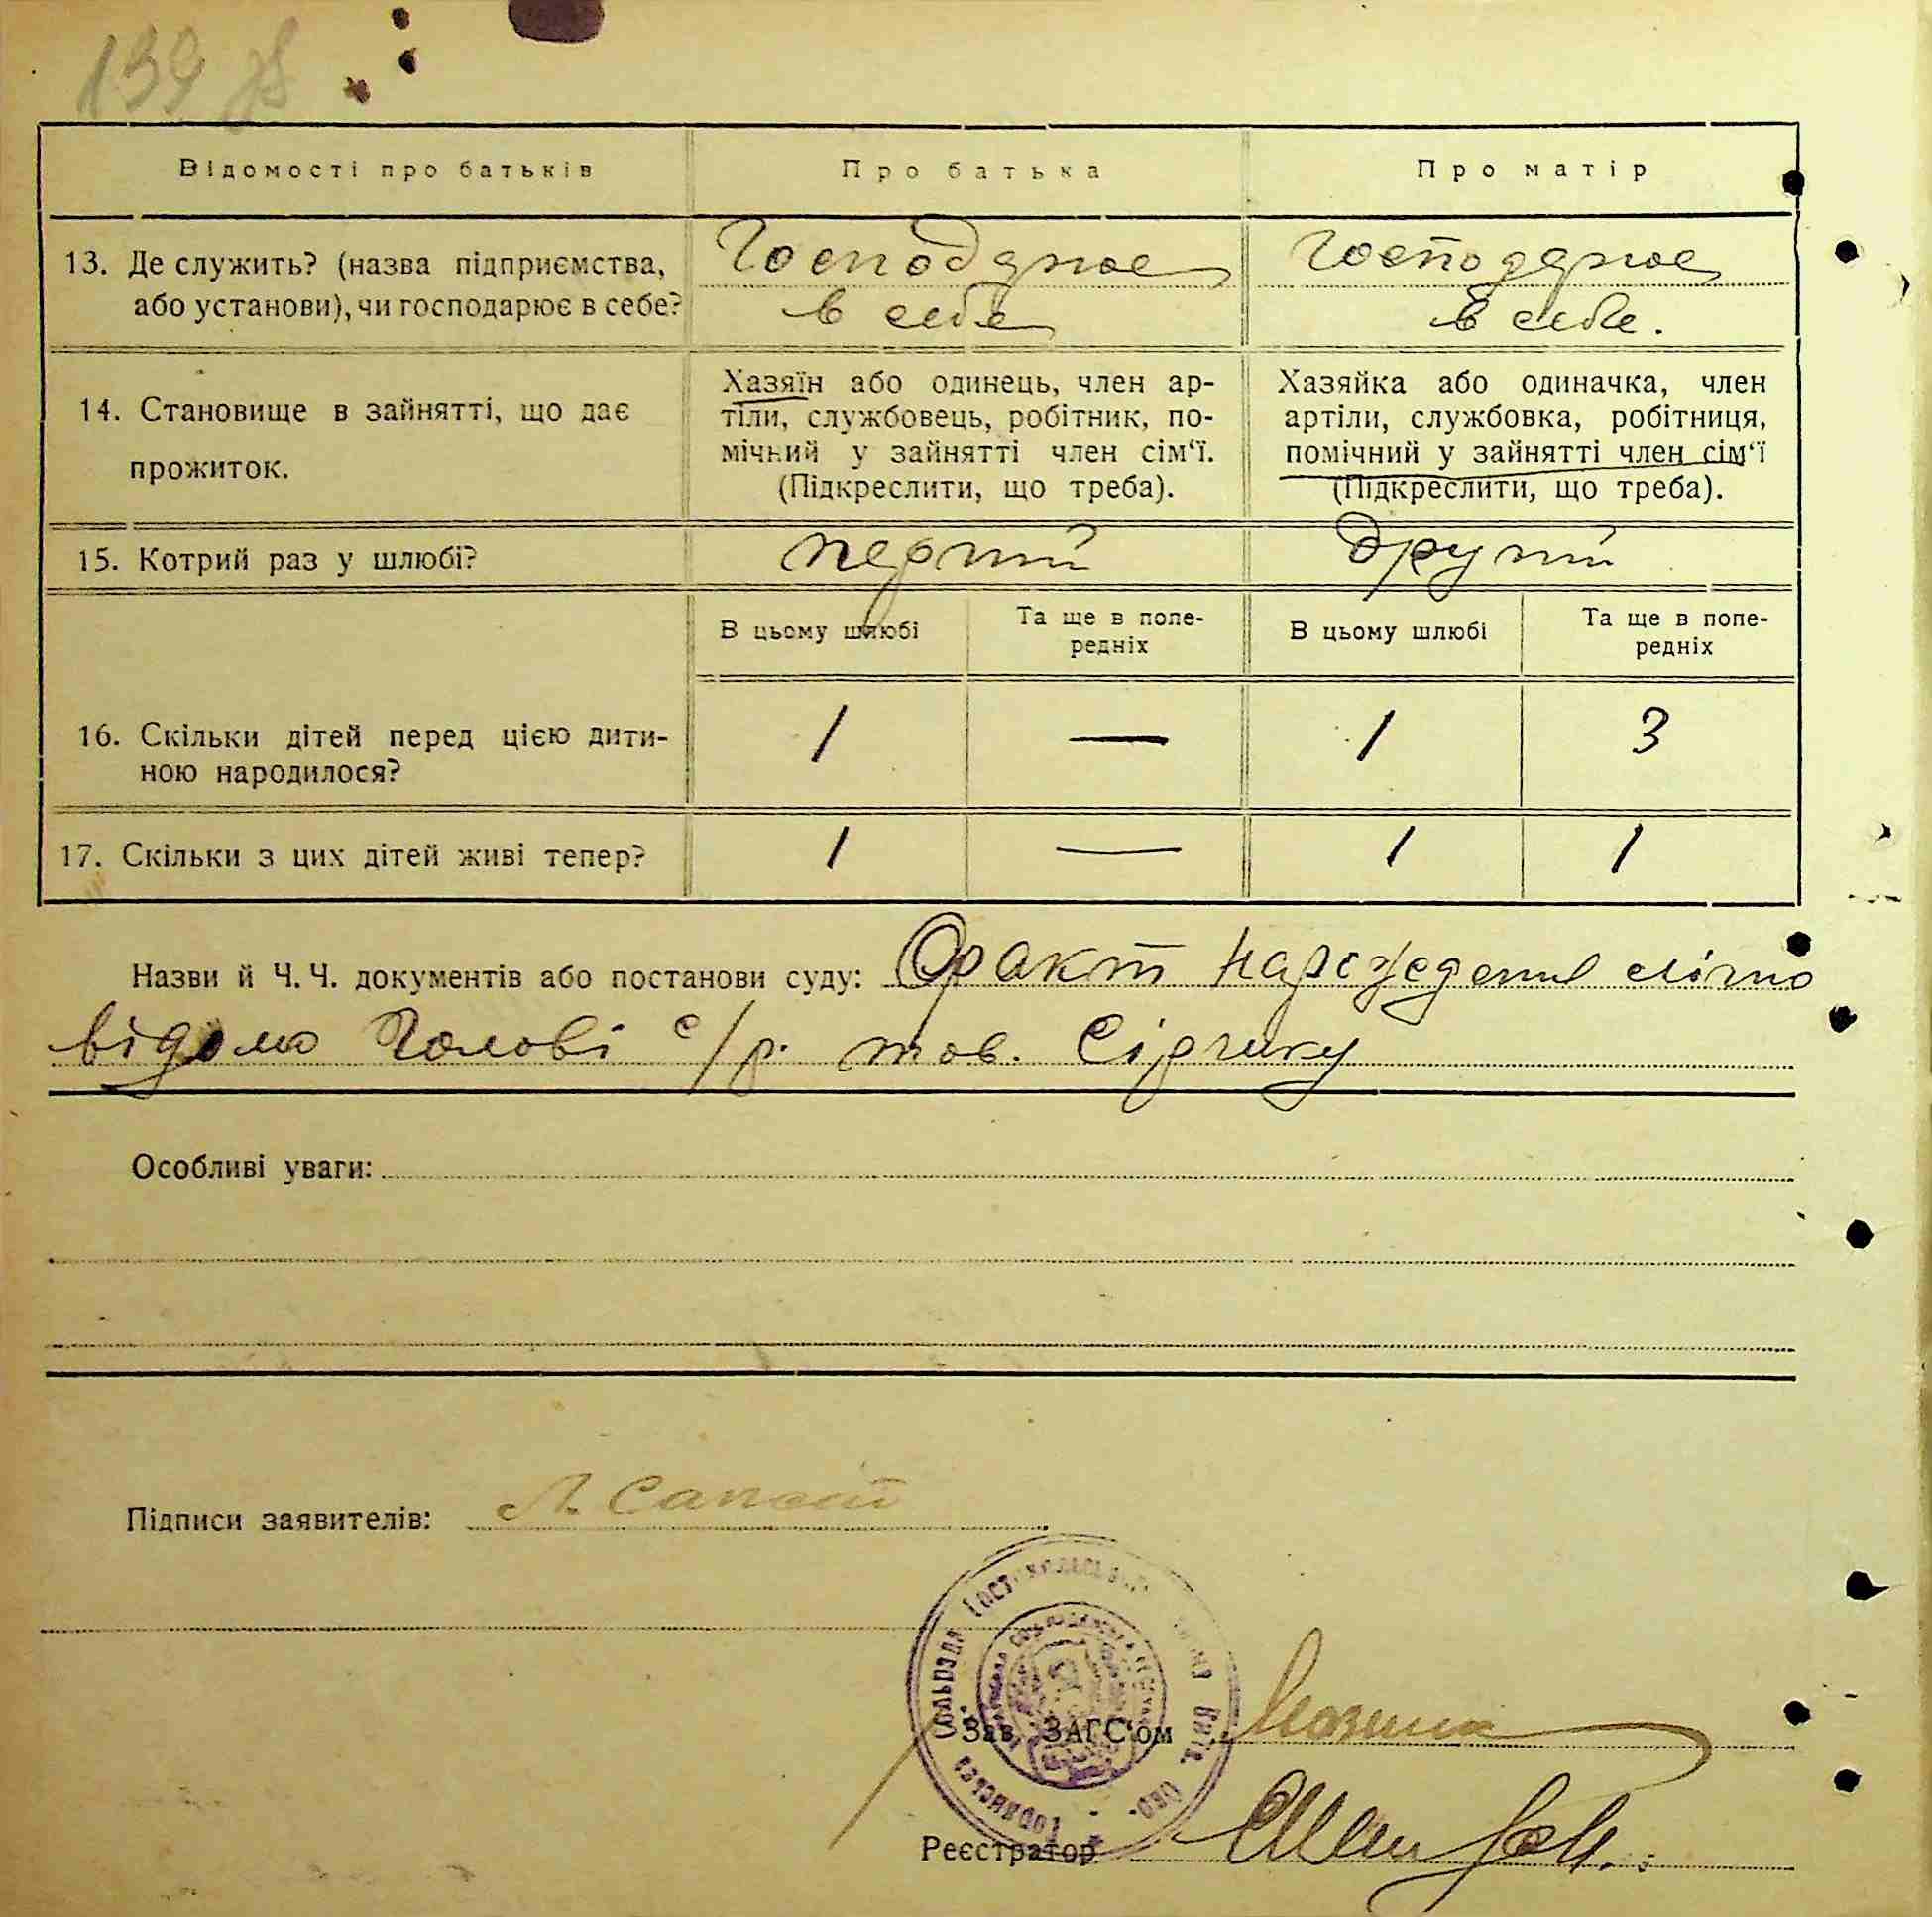 139 зв
Відомості про батьків
Про батька
Про матір
13. Де служить? (назва підприємства,
або установи), чи господарює в себе?
Господарює
в себе
Господарює
в себе.
14. Становище в зайнятті, що дає
прожиток.
Хазяїн або одинець, член ар-
тіли, службовець, робітник, по-
мічний у зайнятті член сім‘ї.
(Підкреслити, що треба).
Хазяйка або одиначка, член
артіли, службовка, робітниця,
помічний у зайнятті член сім‘ї
(Підкреслити, що треба).
15. Котрий раз у шлюбі?
перший
другий
В цьому шлюбі
Та ще в попе-
редніх
В цьому шлюбі
Та ще в попе-
редніх
16. Скільки дітей перед цією дити-
ною народилося?
1
—
1
3
17. Скільки з цих дітей живі тепер?
1
—
1
1
Назви й Ч. Ч. документів або постанови суду: Факт народження
відомо Голові с/р. тов. Сідчику
Особливі уваги:
Підписи заявителів:
Зав. ЗАГС‘ом
Реєстратор